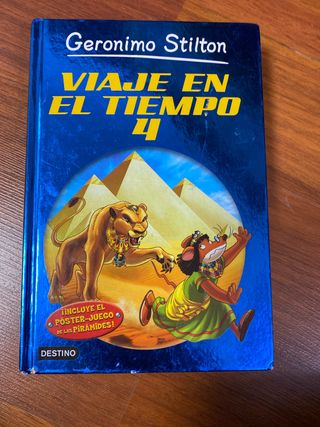 Geronimo Stilton
VIAJE EN
EL TIEMPO
4
¡INCLUYE EL
PÓSTER-JUEGO
DE LAS PIRÁMIDES!
DESTINO